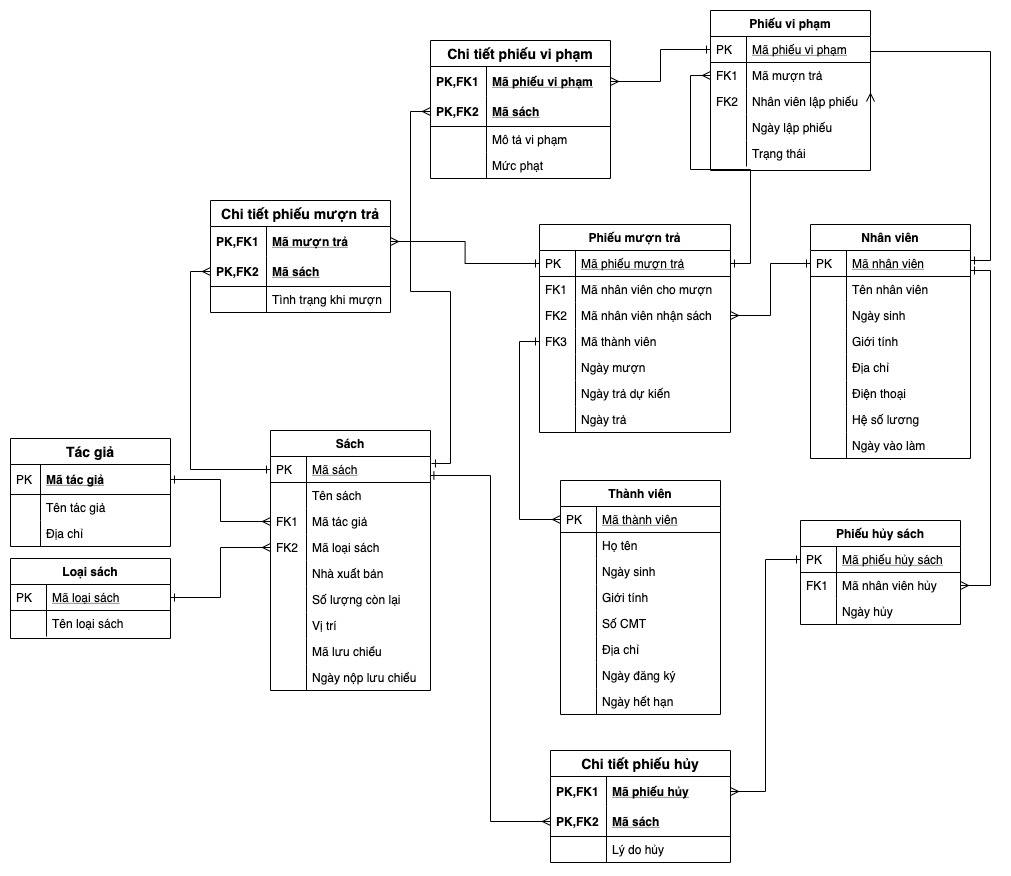 Phiếu vi phạm
PK Mã phiếu vi phạm
FK1 Mã mượn trả
FK2 Nhân viên lập phiếu
Ngày lập phiếu
Trạng thái
Chi tiết phiếu vi phạm
PK,FK1 Mã phiếu vi phạm
PK,FK2 Mã sách
Mô tả vi phạm
Mức phạt
Chi tiết phiếu mượn trả
PK,FK1 Mã mượn trả
PK,FK2 Mã sách
Tình trạng khi mượn
Phiếu mượn trả
PK Mã phiếu mượn trả
FK1 Mã nhân viên cho mượn
FK2 Mã nhân viên nhận sách
FK3 Mã thành viên
Ngày mượn
Ngày trả dự kiến
Ngày trả
Nhân viên
PK Mã nhân viên
Tên nhân viên
Ngày sinh
Giới tính
Địa chỉ
Điện thoại
Hệ số lương
Ngày vào làm
Tác giả
PK Mã tác giả
Tên tác giả
Địa chỉ
Loại sách
PK Mã loại sách
Tên loại sách
Sách
PK Mã sách
Tên sách
FK1 Mã tác giả
FK2 Mã loại sách
Nhà xuất bản
Số lượng còn lại
Vị trí
Mã lưu chiểu
Ngày nộp lưu chiểu
Thành viên
PK Mã thành viên
Họ tên
Ngày sinh
Giới tính
Số CMT
Địa chỉ
Ngày đăng ký
Ngày hết hạn
Phiếu hủy sách
PK Mã phiếu hủy sách
FK1 Mã nhân viên hủy
Ngày hủy
Chi tiết phiếu hủy
PK,FK1 Mã phiếu hủy
PK,FK2 Mã sách
Lý do hủy